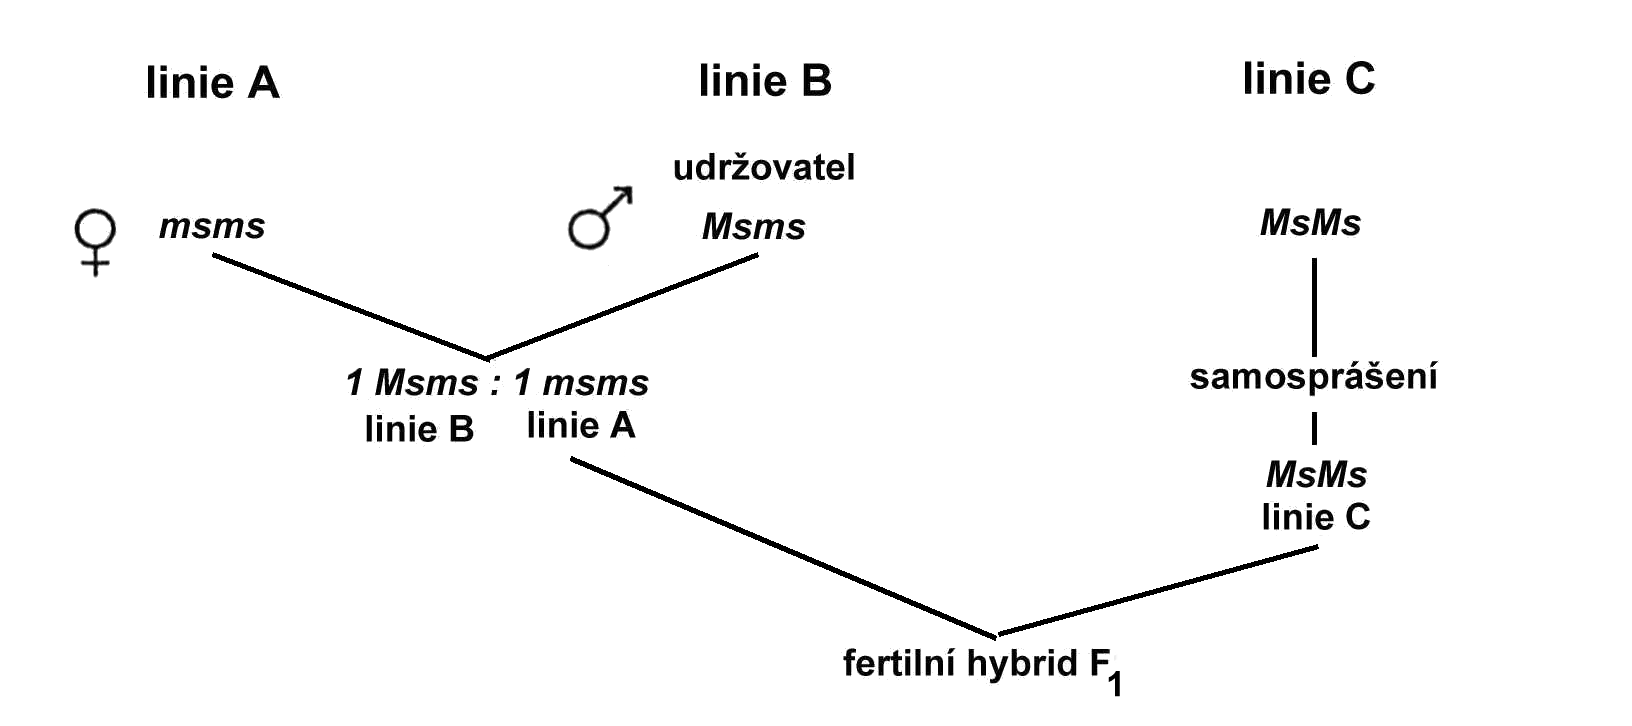 linie A
linie B
linie C
udržovatel
msms
Msms
MsMs
1 Msms : 1 msms
linie B
linie A
samosprášení
MsMs
linie C
fertilní hybrid F1